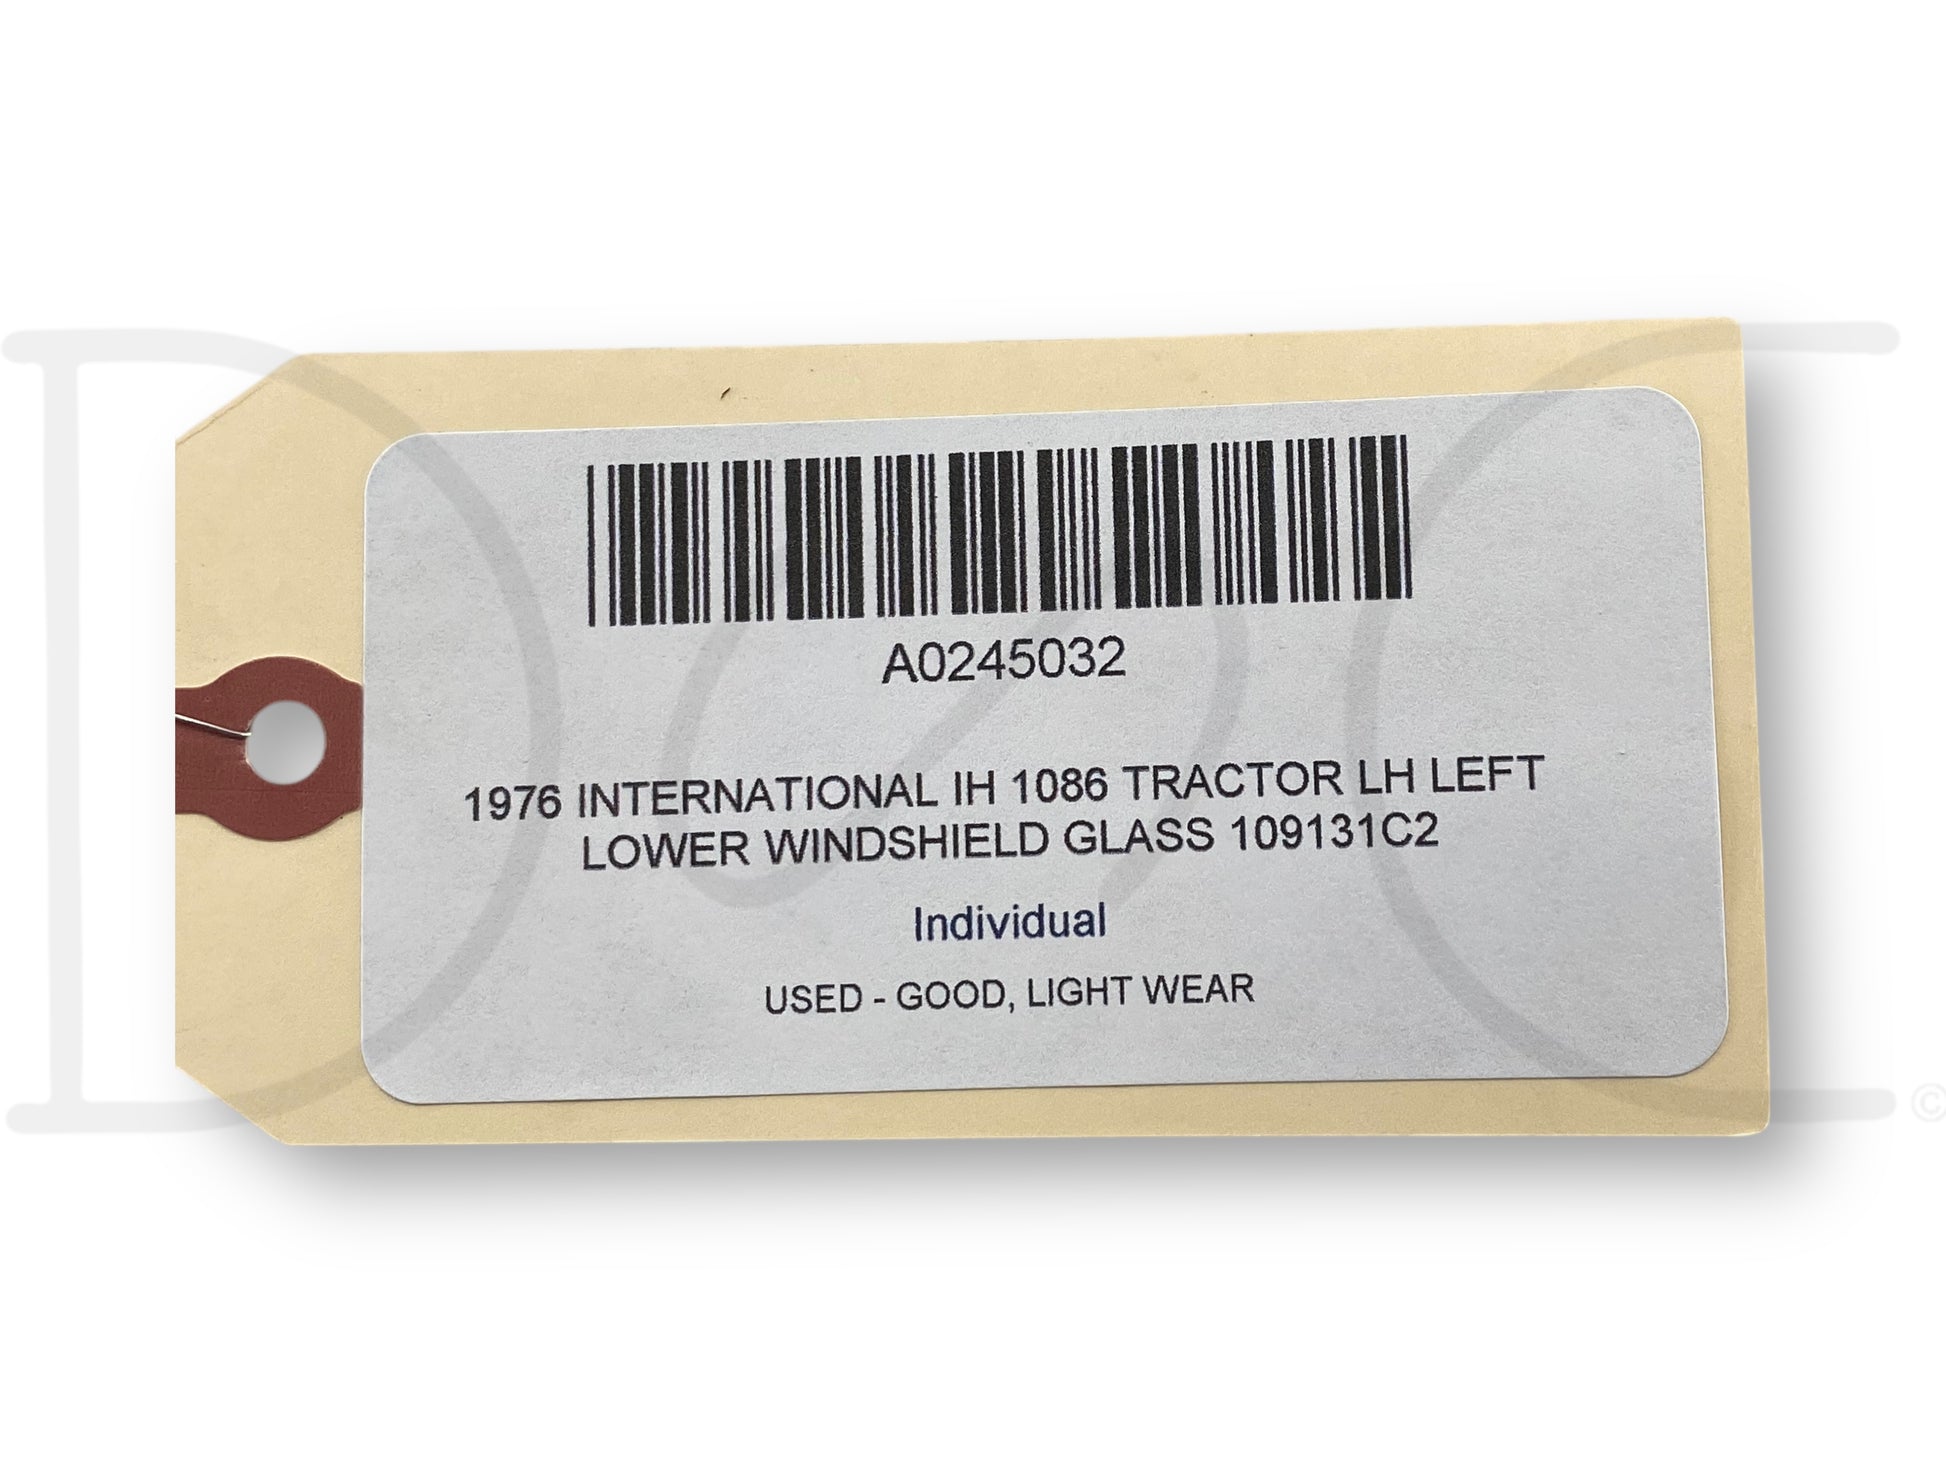 A0245032
1976 INTERNATIONAL IH 1086 TRACTOR LH LEFT
LOWER WINDSHIELD GLASS 109131C2
Individual
USED - GOOD, LIGHT WEAR
©